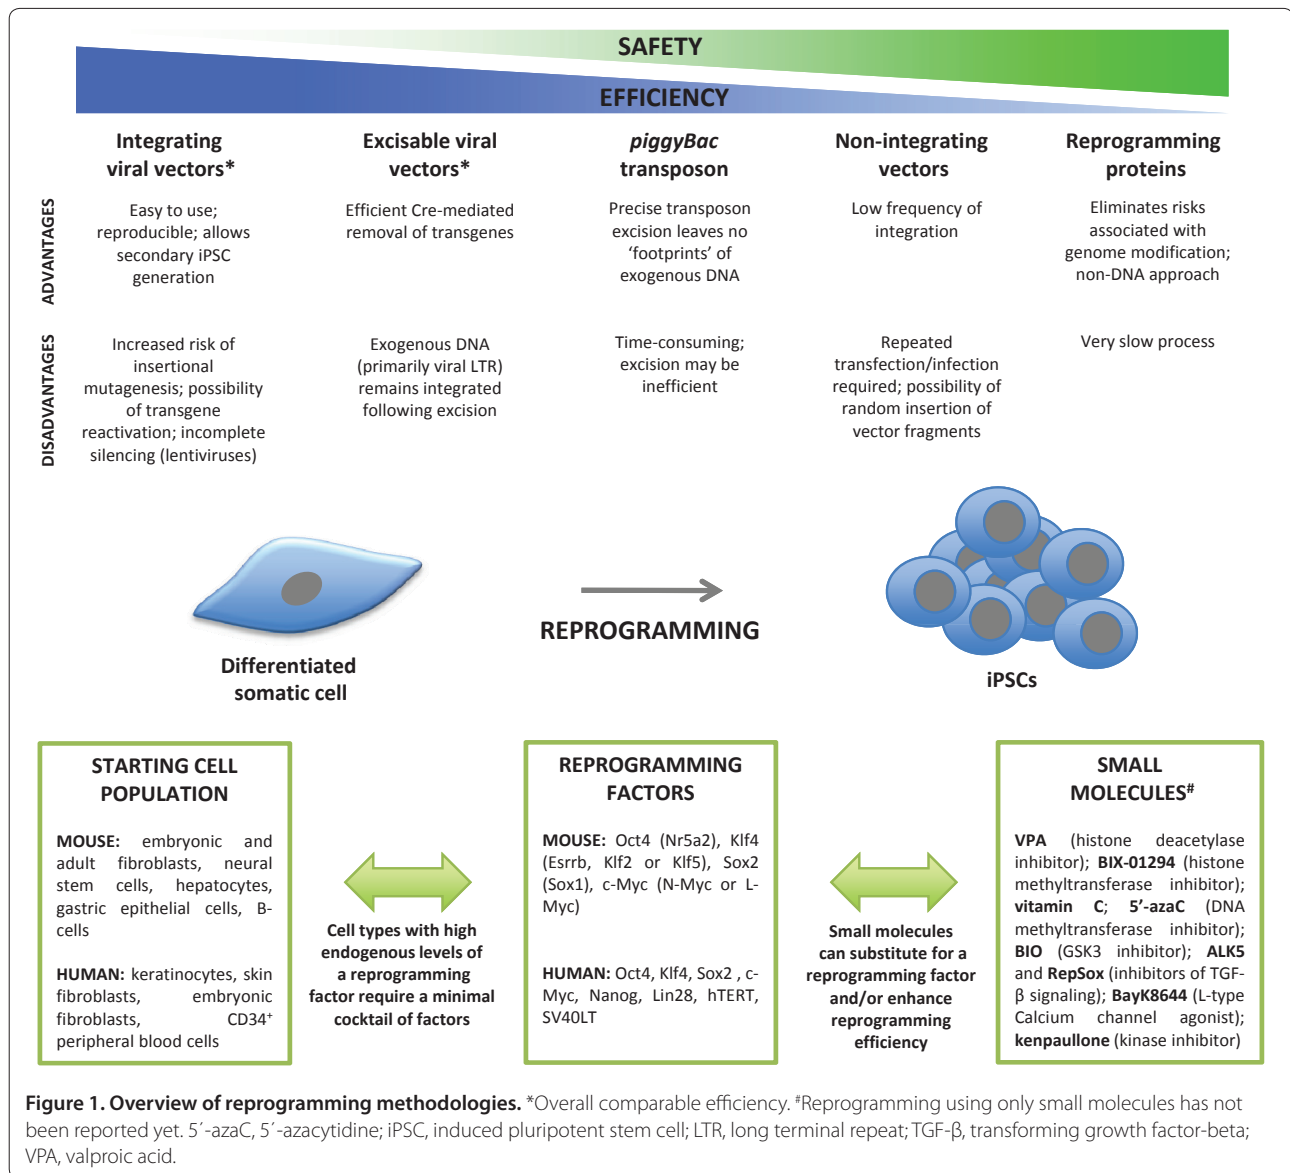 SAFETY
EFFICIENCY
Integrating
viral vectors*
Excisable viral
vectors*
piggyBac
transposon
Non-integrating
vectors
Reprogramming
proteins
ADVANTAGES
Easy to use;
reproducible; allows
secondary iPSC
generation
Efficient Cre-mediated
removal of transgenes
Precise transposon
excision leaves no
‘footprints’ of
exogenous DNA
Low frequency of
integration
Eliminates risks
associated with
genome modification;
non-DNA approach
DISADVANTAGES
Increased risk of
insertional
mutagenesis; possibility
of transgene
reactivation; incomplete
silencing (lentiviruses)
Exogenous DNA
(primarily viral LTR)
remains integrated
following excision
Time-consuming;
excision may be
inefficient
Repeated
transfection/infection
required; possibility of
random insertion of
vector fragments
Very slow process
Differentiated
somatic cell
REPROGRAMMING
iPSCs
STARTING CELL
POPULATION
MOUSE: embryonic and
adult fibroblasts, neural
stem cells, hepatocytes,
gastric epithelial cells, B-
cells
HUMAN: keratinocytes, skin
fibroblasts, embryonic
fibroblasts, CD34⁺
peripheral blood cells
Cell types with high
endogenous levels of
a reprogramming
factor require a minimal
cocktail of factors
REPROGRAMMING
FACTORS
MOUSE: Oct4 (Nr5a2), Klf4
(Esrrb, Klf2 or Klf5), Sox2
(Sox1), c-Myc (N-Myc or L-
Myc)
HUMAN: Oct4, Klf4, Sox2 , c-
Myc, Nanog, Lin28, hTERT,
SV40LT
Small molecules
can substitute for a
reprogramming factor
and/or enhance
reprogramming
efficiency
SMALL
MOLECULES#
VPA (histone deacetylase
inhibitor); BIX-01294 (histone
methyltransferase inhibitor);
vitamin C; 5’-azaC (DNA
methyltransferase inhibitor);
BIO (GSK3 inhibitor); ALK5
and RepSox (inhibitors of TGF-
β signaling); BayK8644 (L-type
Calcium channel agonist);
kenpaullone (kinase inhibitor)
Figure 1. Overview of reprogramming methodologies. *Overall comparable efficiency. #Reprogramming using only small molecules has not
been reported yet. 5´-azaC, 5´-azacytidine; iPSC, induced pluripotent stem cell; LTR, long terminal repeat; TGF-β, transforming growth factor-beta;
VPA, valproic acid.